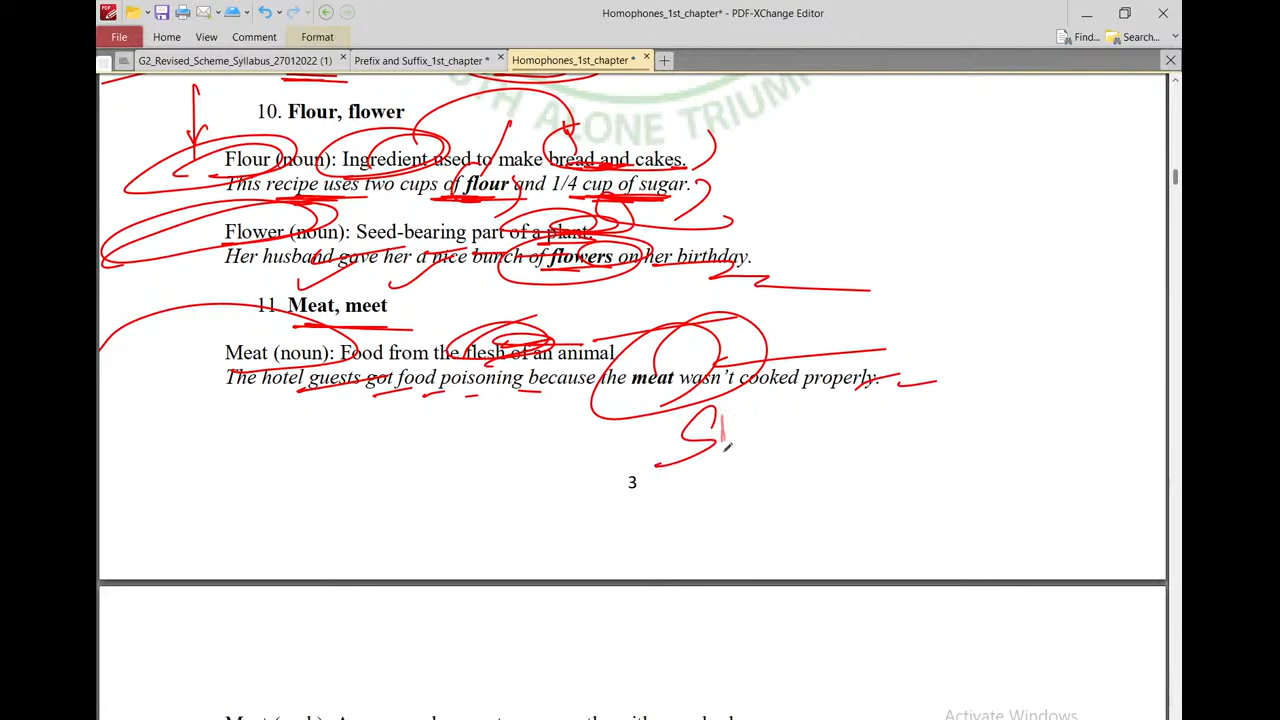 Homophones_1st_chapter* - PDF-XChange Editor
File Home View Comment Format Find... Search...
G2_Revised_Scheme_Syllabus_27012022 (1) Prefix and Suffix_1st_chapter * Homophones_1st_chapter *
ALONE TRIUM
10. Flour, flower
Flour (noun): Ingredient used to make bread and cakes.
This recipe uses two cups of flour and 1/4 cup of sugar.
Flower (noun): Seed-bearing part of a plant.
Her husband gave her a nice bunch of flowers on her birthday.
11. Meat, meet
Meat (noun): Food from the flesh of an animal
The hotel guests got food poisoning because the meat wasn't cooked properly.
3
Activate Windows